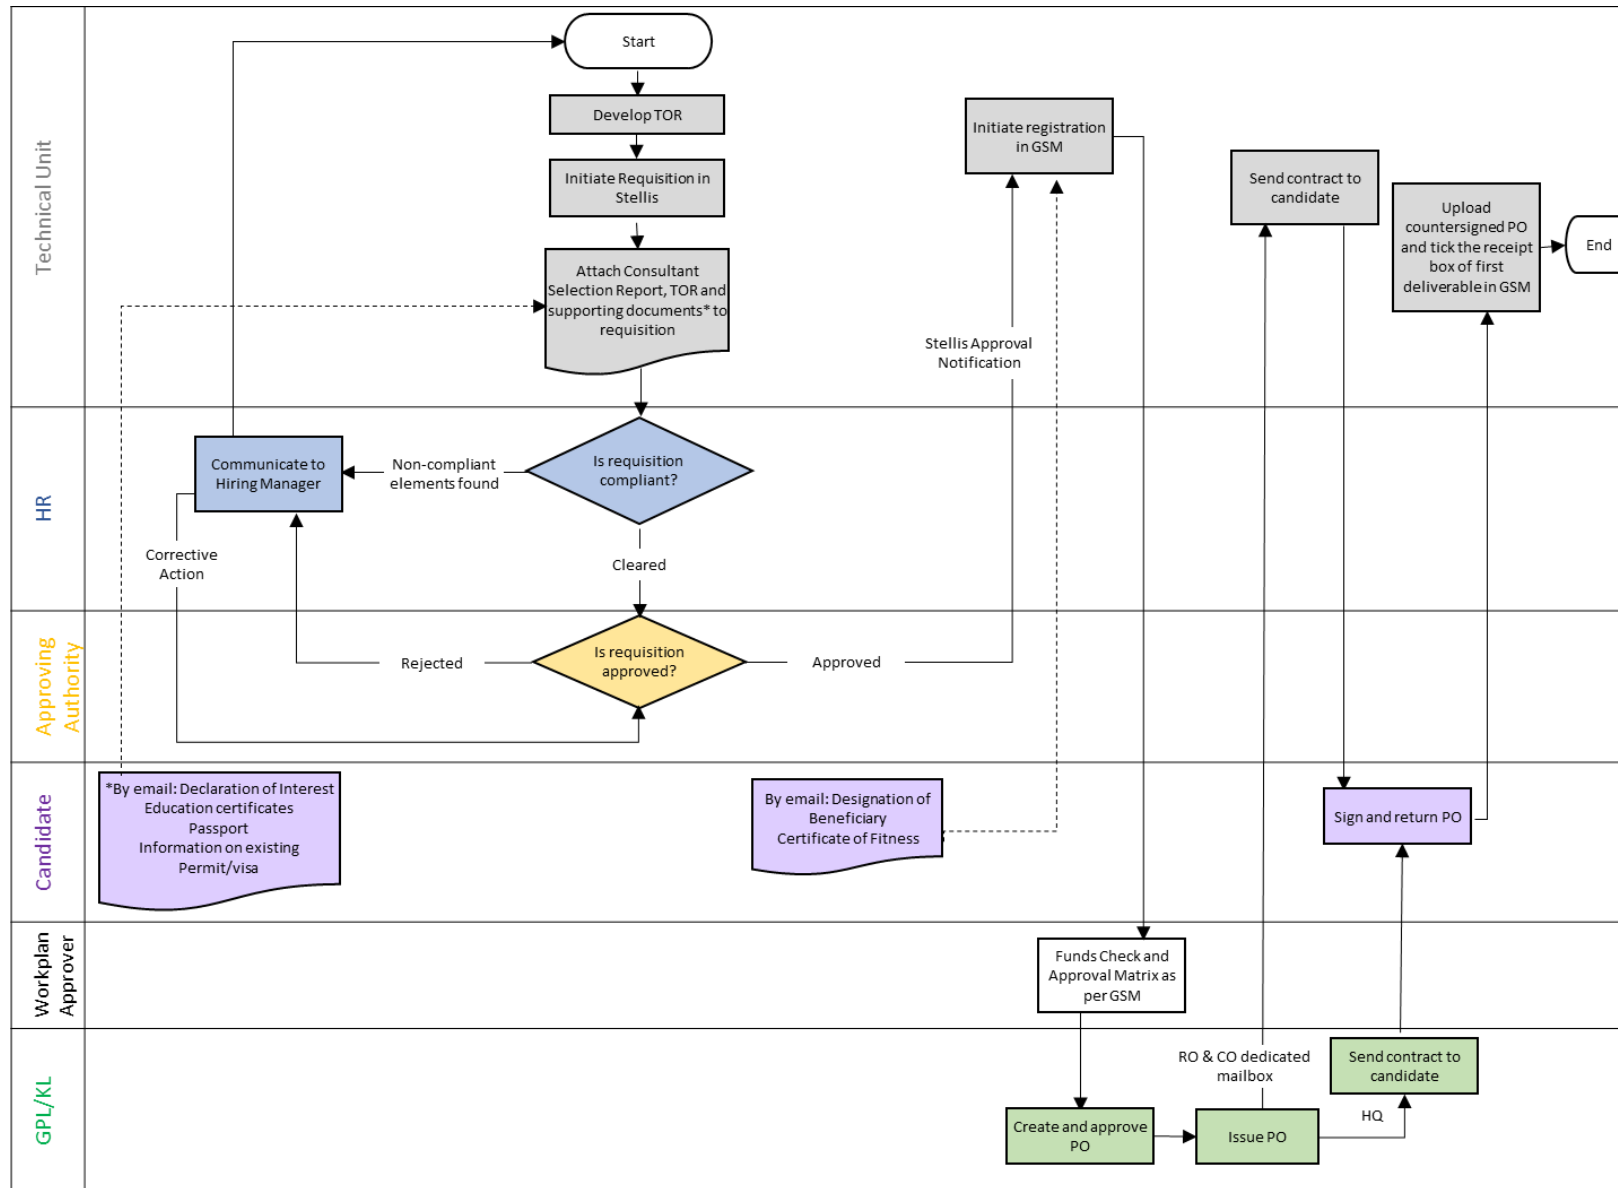 Technical Unit
Start
Develop TOR
Initiate Requisition in
Stellis
Attach Consultant
Selection Report, TOR and
supporting documents* to
requisition
Initiate registration
in GSM
Send contract to
candidate
Upload
countersigned PO
and tick the receipt
box of first
deliverable in GSM
End
Stellis Approval
Notification
HR
Communicate to
Hiring Manager
Non-compliant
elements found
Is requisition
compliant?
Corrective
Action
Cleared
Approving
Authority
Rejected
Is requisition
approved?
Approved
Candidate
*By email: Declaration of Interest
Education certificates
Passport
Information on existing
Permit/visa
By email: Designation of
Beneficiary
Certificate of Fitness
Sign and return PO
Workplan
Approver
Funds Check and
Approval Matrix as
per GSM
GPL/KL
RO & CO dedicated
mailbox
Send contract to
candidate
Create and approve
PO
Issue PO
HQ